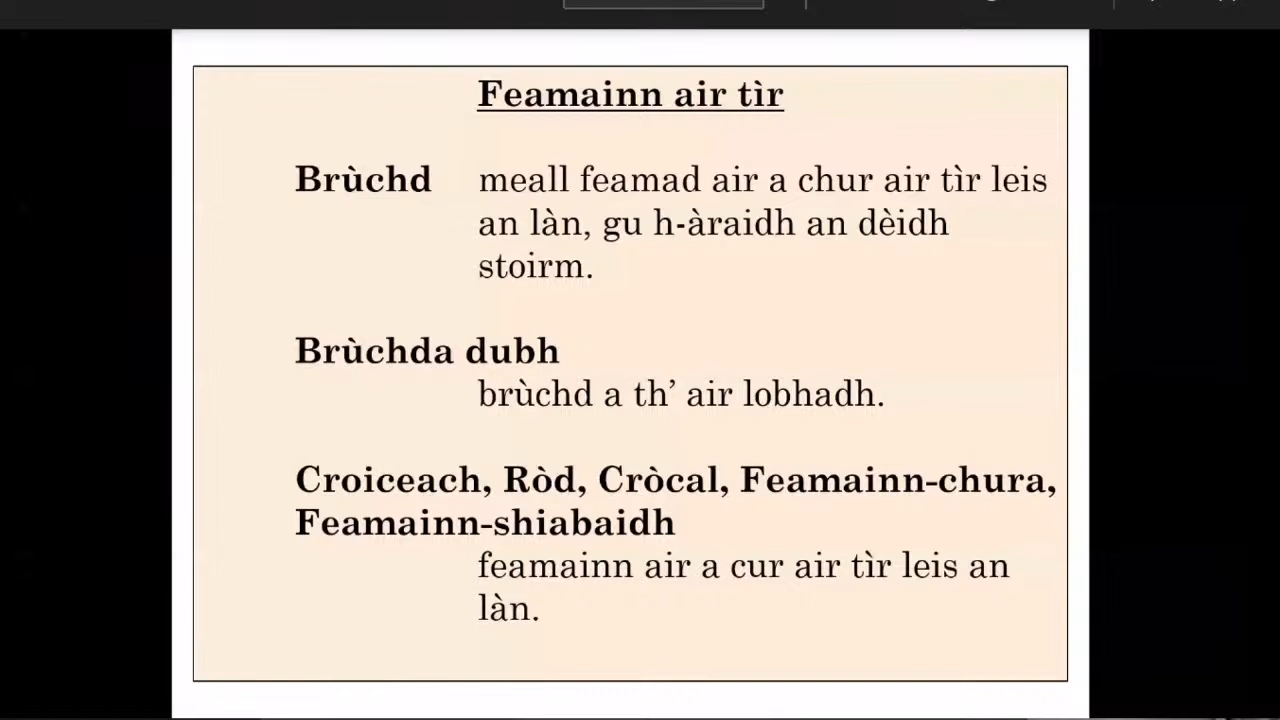 Feamainn air tìr
Brùchd meall feamad air a chur air tìr leis
an làn, gu h-àraidh an dèidh
stoirm.
Brùchda dubh
brùchd a th’ air lobhadh.
Croiceach, Ròd, Cròcal, Feamainn-chura,
Feamainn-shiabaidh
feamainn air a cur air tìr leis an
làn.